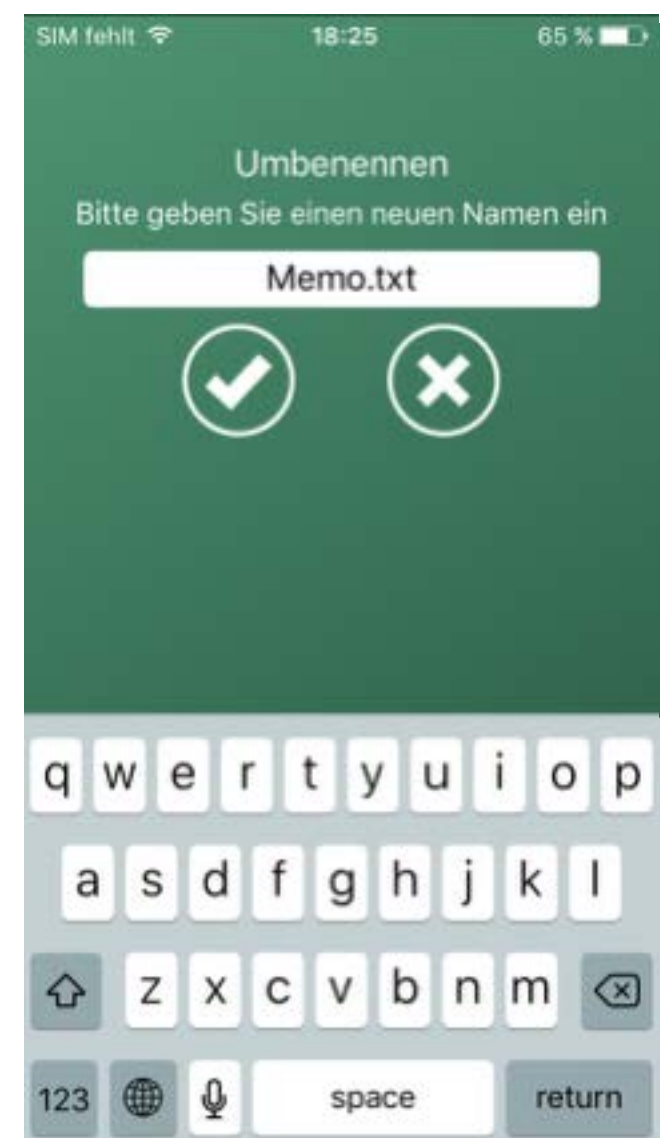 SIM fehlt 18:25 65 %
Umbenennen
Bitte geben Sie einen neuen Namen ein
Memo.txt
q w e r t y u i o p
a s d f g h j k l
z x c v b n m
123 space return